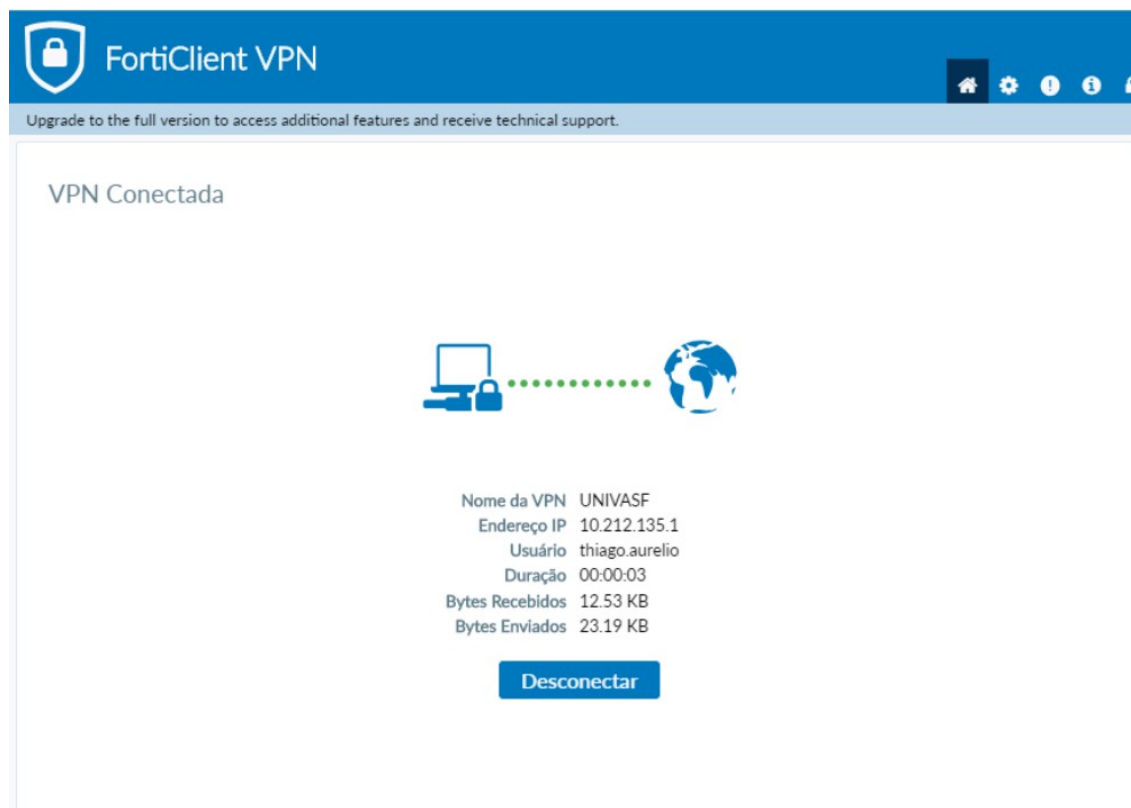 FortiClient VPN
Upgrade to the full version to access additional features and receive technical support.
VPN Conectada
Nome da VPN UNIVASF
Endereço IP 10.212.135.1
Usuário thiago.aurelio
Duração 00:00:03
Bytes Recebidos 12.53 KB
Bytes Enviados 23.19 KB
Desconectar